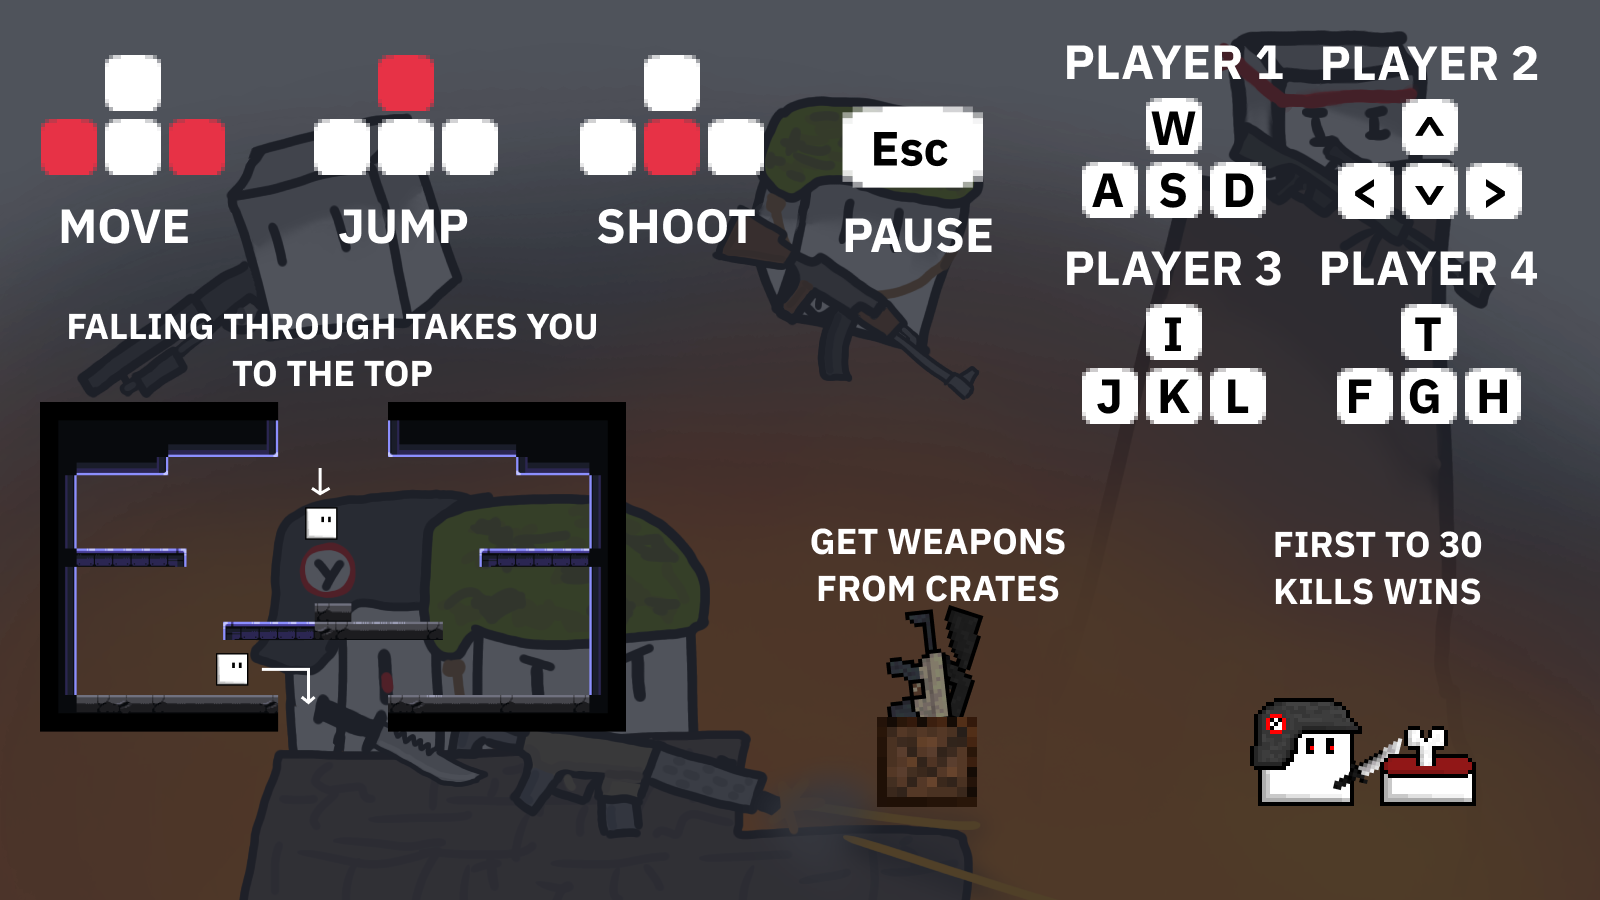 MOVE
JUMP
SHOOT
Esc
PAUSE
PLAYER 1
W
A S D
PLAYER 2
^
< v >
PLAYER 3
I
J K L
PLAYER 4
T
F G H
FALLING THROUGH TAKES YOU
TO THE TOP
Y
GET WEAPONS
FROM CRATES
FIRST TO 30
KILLS WINS